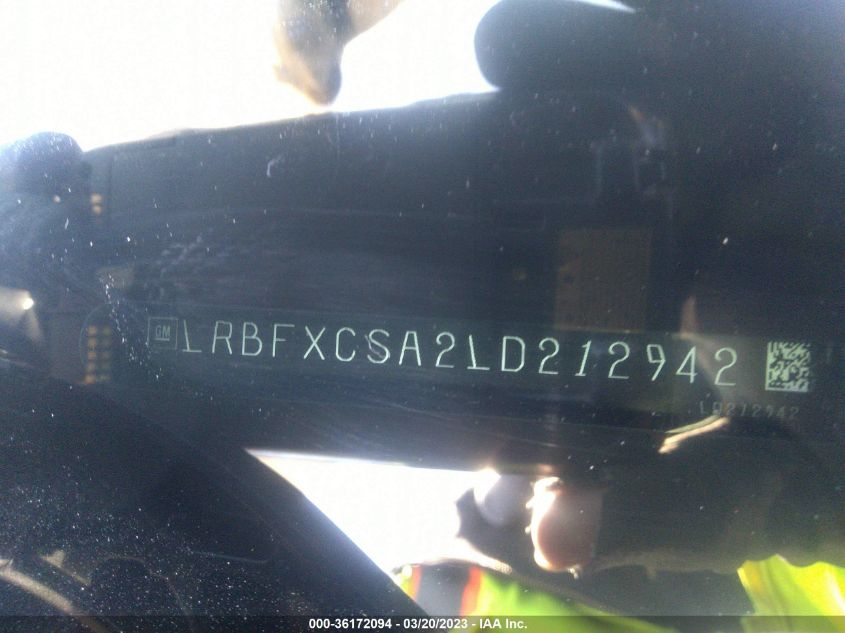 GM LRBFXCSA2LD212942
LD212942
000-36172094 - 03/20/2023 - IAA Inc.